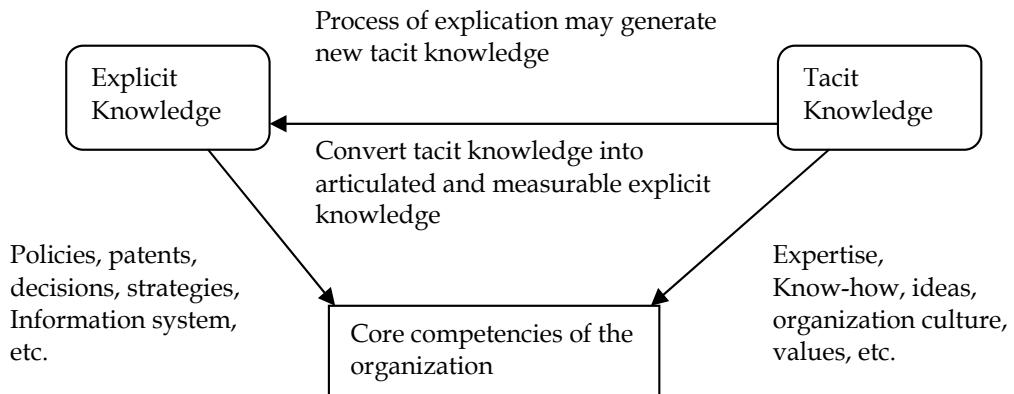 Process of explication may generate
new tacit knowledge
Explicit
Knowledge
Tacit
Knowledge
Convert tacit knowledge into
articulated and measurable explicit
knowledge
Policies, patents,
decisions, strategies,
Information system,
etc.
Expertise,
Know-how, ideas,
organization culture,
values, etc.
Core competencies of the
organization